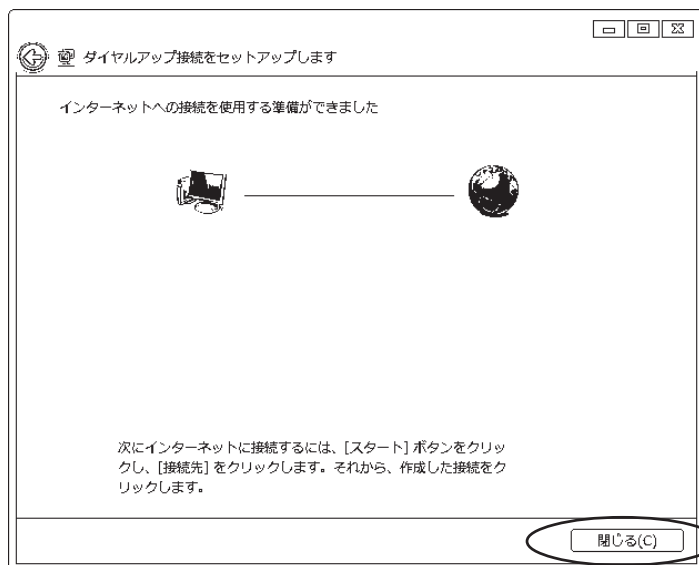 ダイヤルアップ接続をセットアップします
インターネットへの接続を使用する準備ができました
次にインターネットに接続するには、[スタート] ボタンをクリッ
クし、[接続先] をクリックします。それから、作成した接続をク
リックします。
閉じる(C)